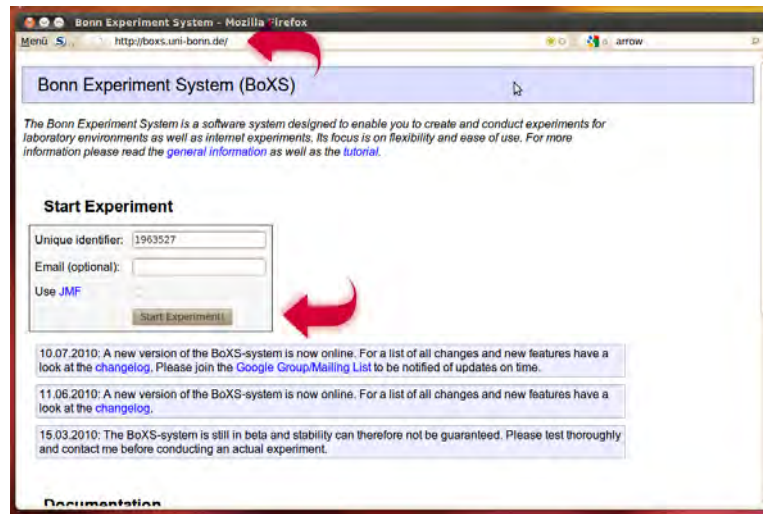 Bonn Experiment System - Mozilla Firefox
Menü S http://boxs.uni-bonn.de/ arrow
Bonn Experiment System (BoXS)
The Bonn Experiment System is a software system designed to enable you to create and conduct experiments for
laboratory environments as well as internet experiments. Its focus is on flexibility and ease of use. For more
information please read the general information as well as the tutorial.
Start Experiment
Unique identifier: 1963527
Email (optional):
Use JMF
Start Experiment!
10.07.2010: A new version of the BoXS-system is now online. For a list of all changes and new features have a
look at the changelog. Please join the Google Group/Mailing List to be notified of updates on time.
11.06.2010: A new version of the BoXS-system is now online. For a list of all changes and new features have a
look at the changelog.
15.03.2010: The BoXS-system is still in beta and stability can therefore not be guaranteed. Please test thoroughly
and contact me before conducting an actual experiment.
Documentation